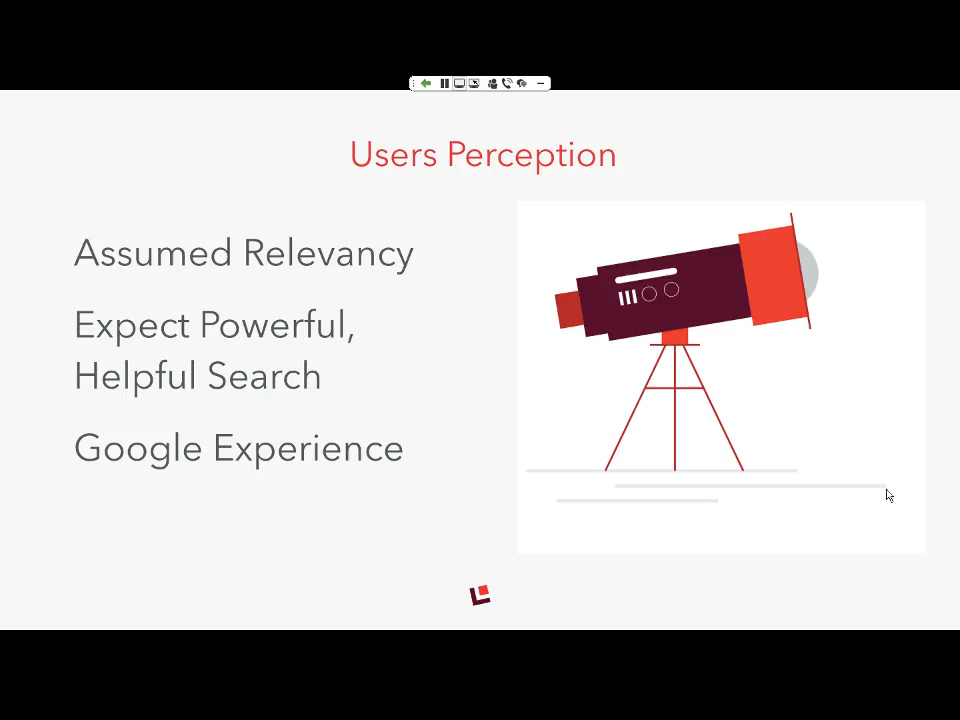 Users Perception
Assumed Relevancy
Expect Powerful,
Helpful Search
Google Experience